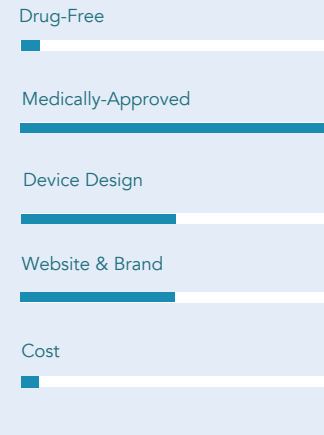 Drug-Free
Medically-Approved
Device Design
Website & Brand
Cost